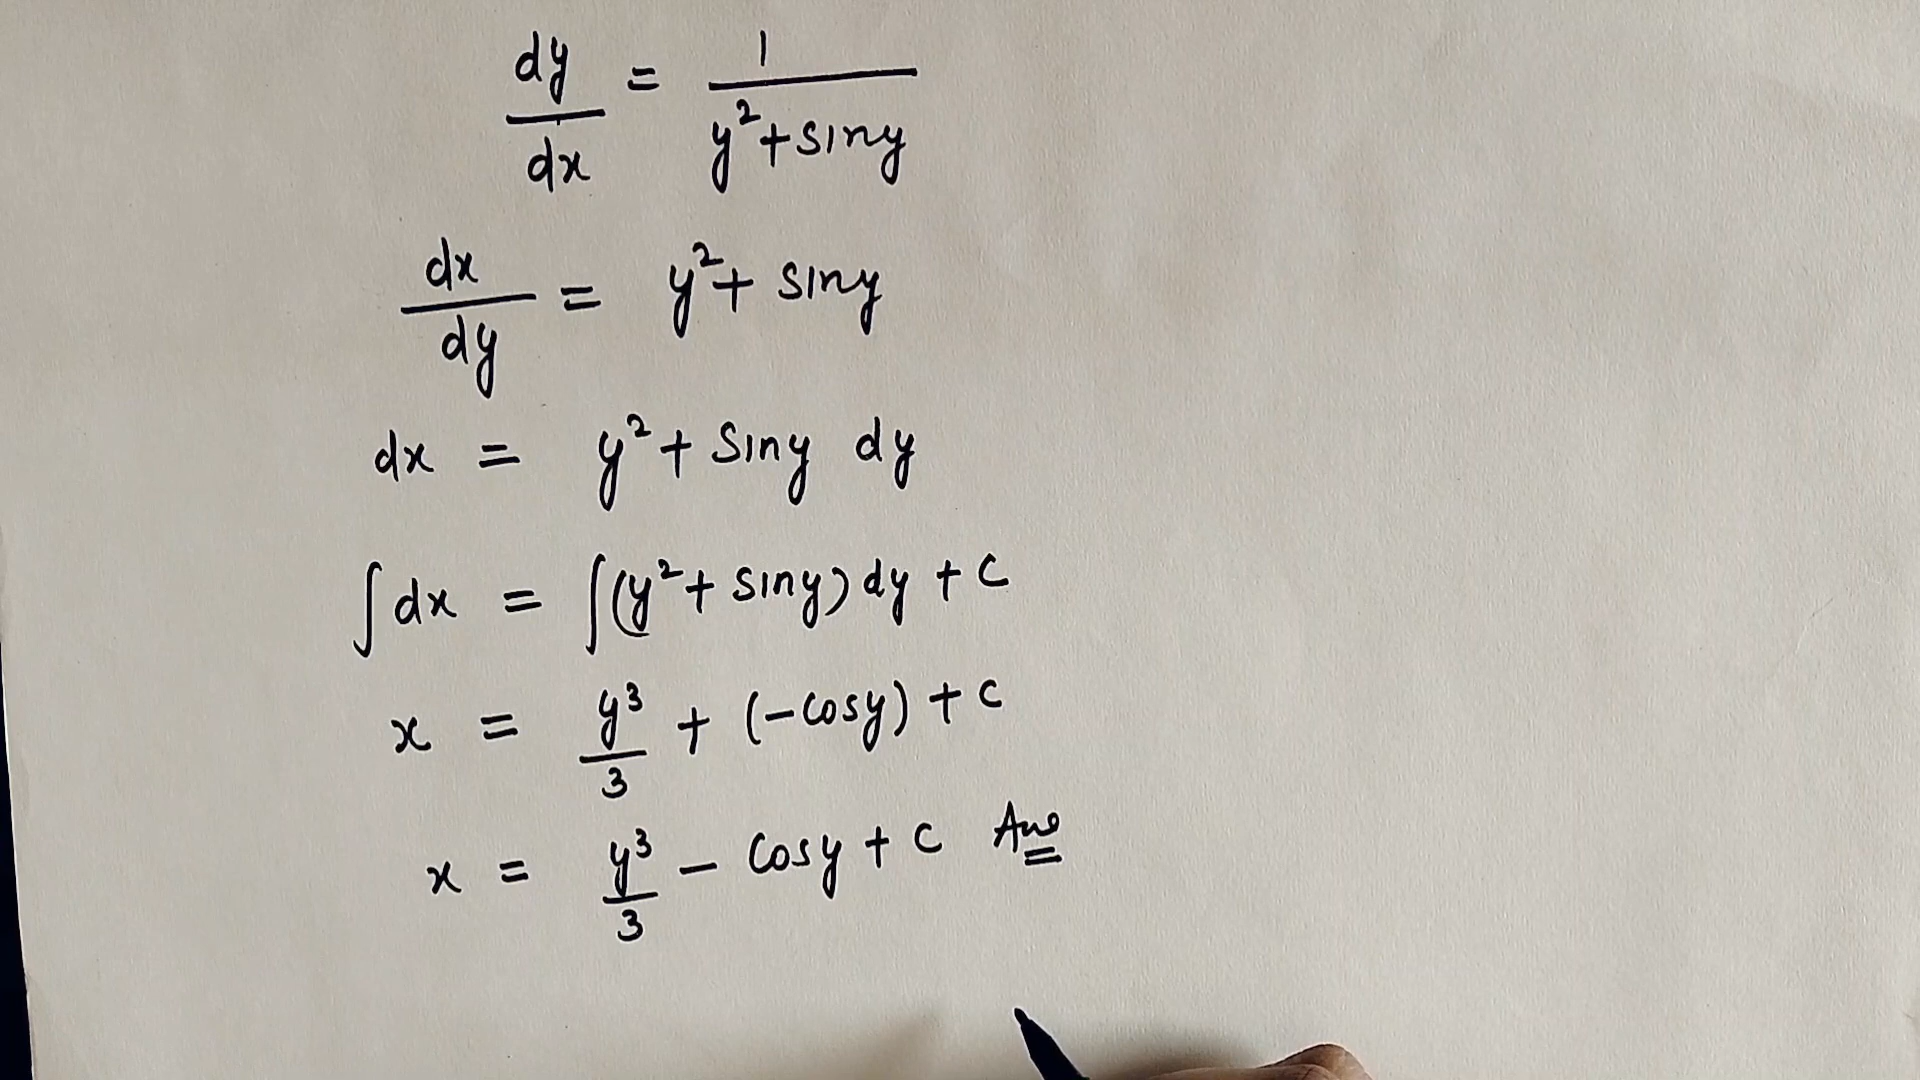 dy/dx = 1/(y²+siny)
dx/dy = y²+ siny
dx = y²+ Siny dy
∫dx = ∫(y²+ siny) dy + c
x = y³/3 + (-cosy) + c
x = y³/3 - Cosy + c Ans